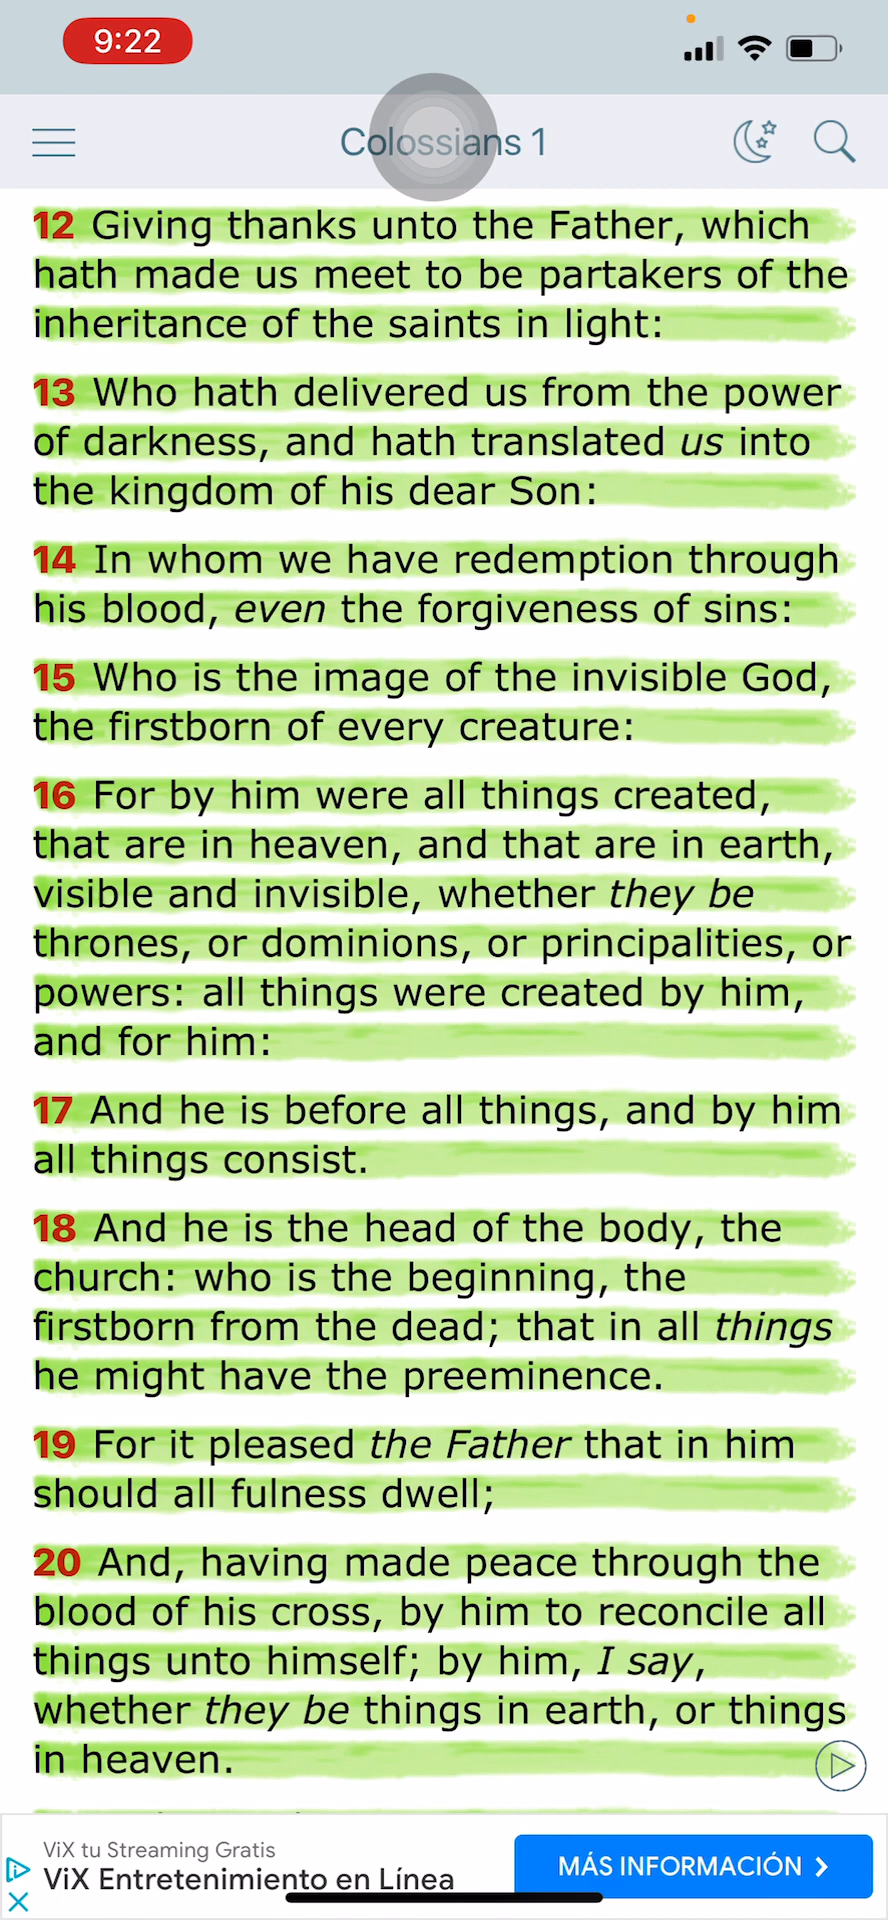 9:22
Colossians 1
12 Giving thanks unto the Father, which
hath made us meet to be partakers of the
inheritance of the saints in light:
13 Who hath delivered us from the power
of darkness, and hath translated us into
the kingdom of his dear Son:
14 In whom we have redemption through
his blood, even the forgiveness of sins:
15 Who is the image of the invisible God,
the firstborn of every creature:
16 For by him were all things created,
that are in heaven, and that are in earth,
visible and invisible, whether they be
thrones, or dominions, or principalities, or
powers: all things were created by him,
and for him:
17 And he is before all things, and by him
all things consist.
18 And he is the head of the body, the
church: who is the beginning, the
firstborn from the dead; that in all things
he might have the preeminence.
19 For it pleased the Father that in him
should all fulness dwell;
20 And, having made peace through the
blood of his cross, by him to reconcile all
things unto himself; by him, I say,
whether they be things in earth, or things
in heaven.
ViX tu Streaming Gratis
ViX Entretenimiento en Línea
MÁS INFORMACIÓN